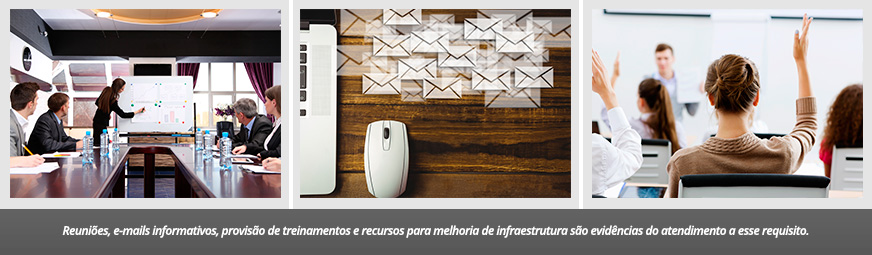 Reuniões, e-mails informativos, provisão de treinamentos e recursos para melhoria de infraestrutura são evidências do atendimento a esse requisito.